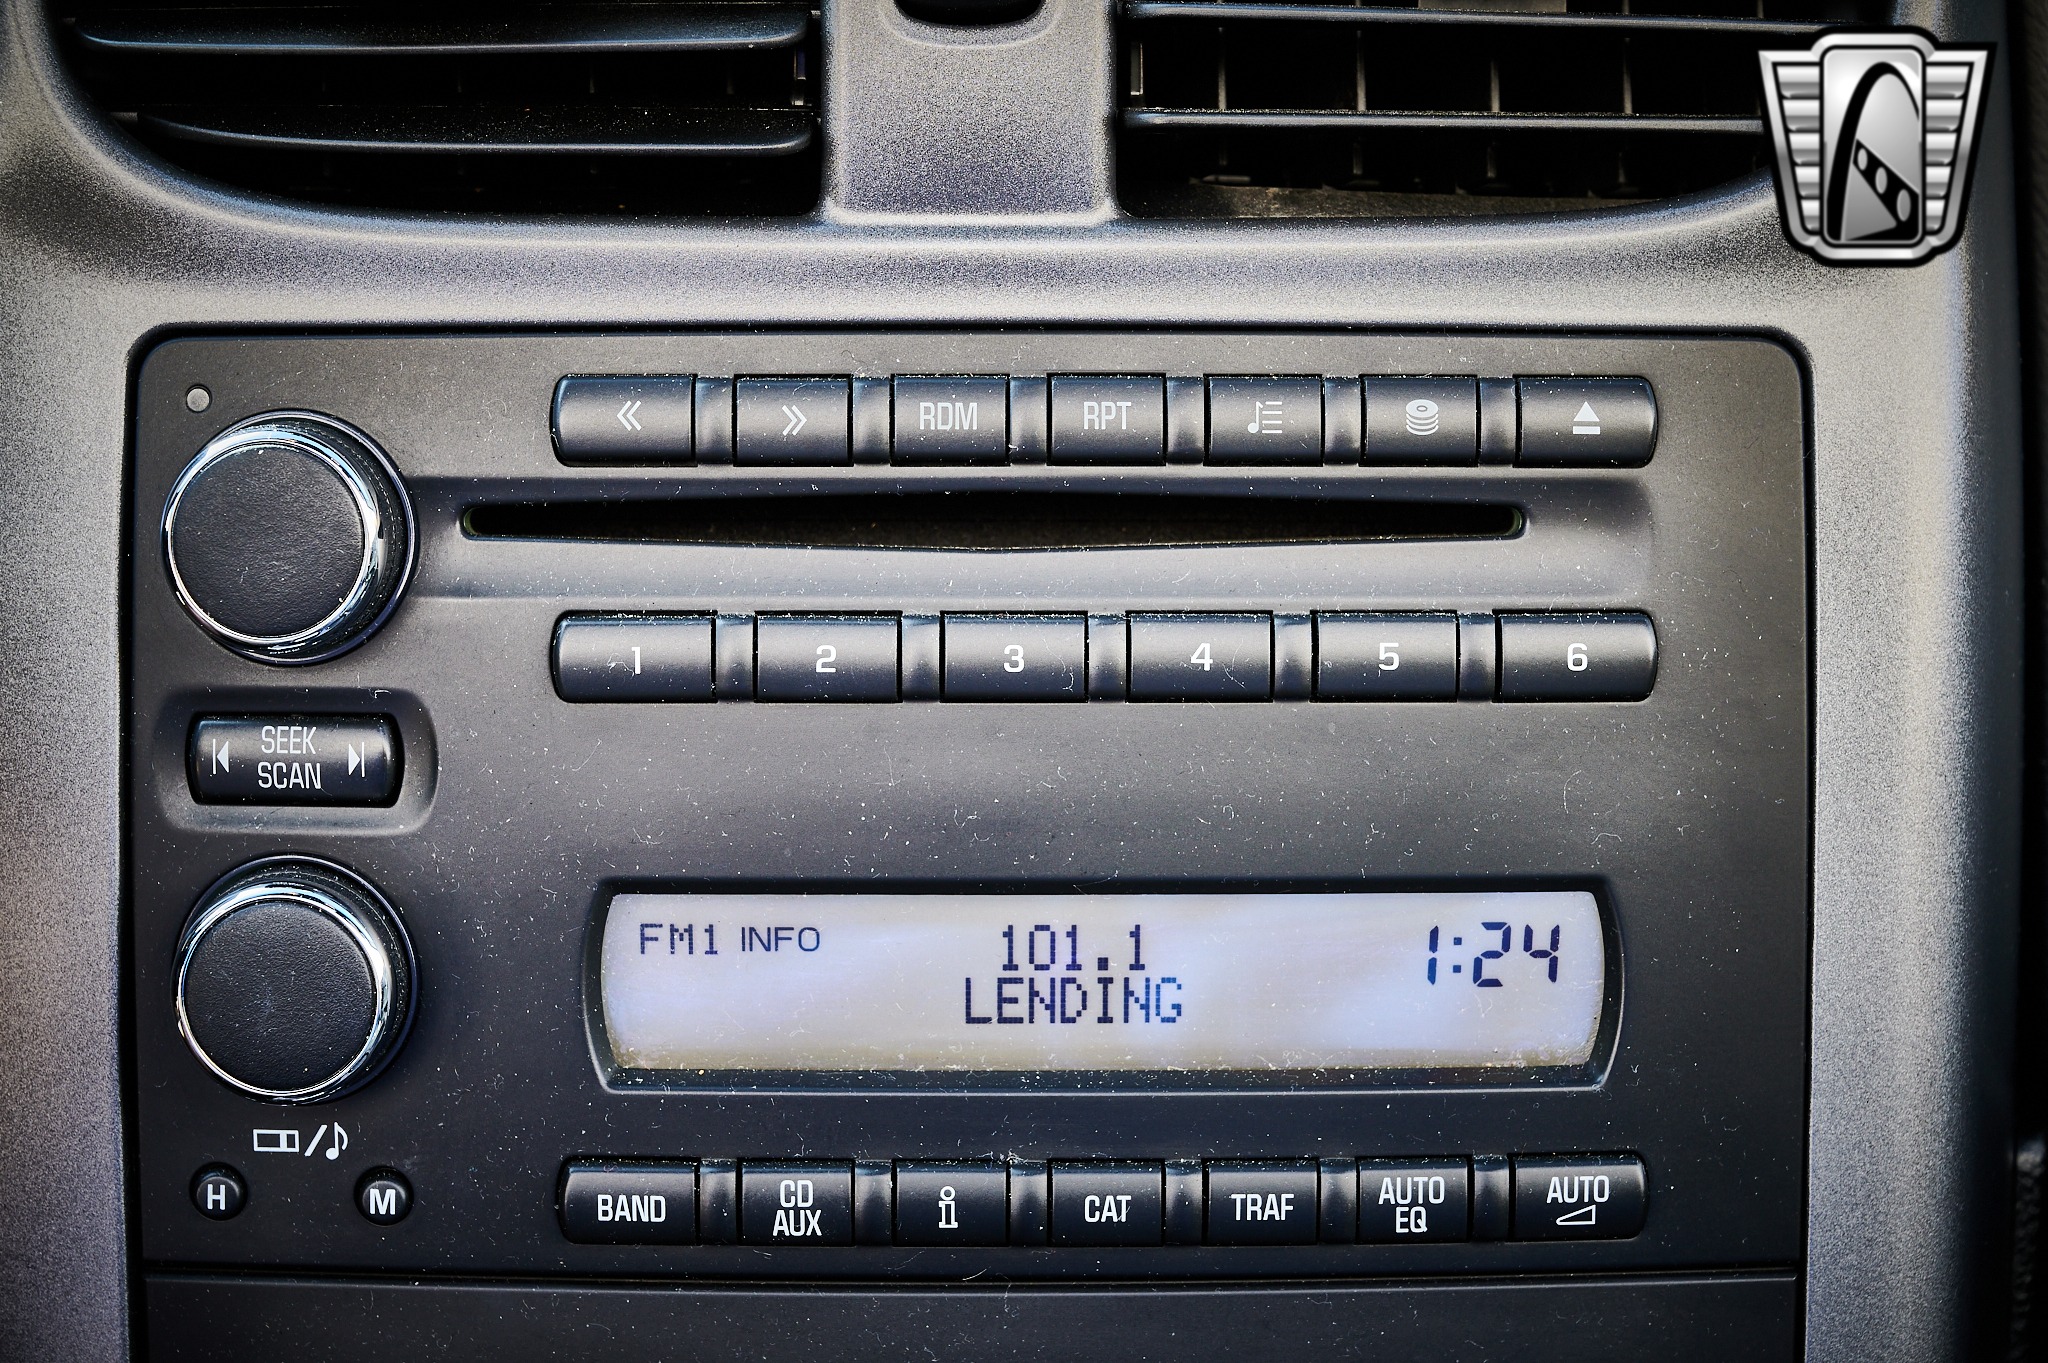 RDM RPT
1 2 3 4 5 6
SEEK
SCAN
FM1 INFO 101.1 1:24
LENDING
H M
BAND
CD
AUX
i
CAT
TRAF
AUTO
EQ
AUTO